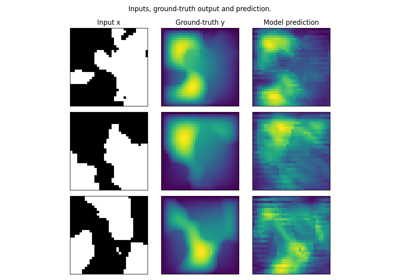 Inputs, ground-truth output and prediction.
Input x
Ground-truth y
Model prediction